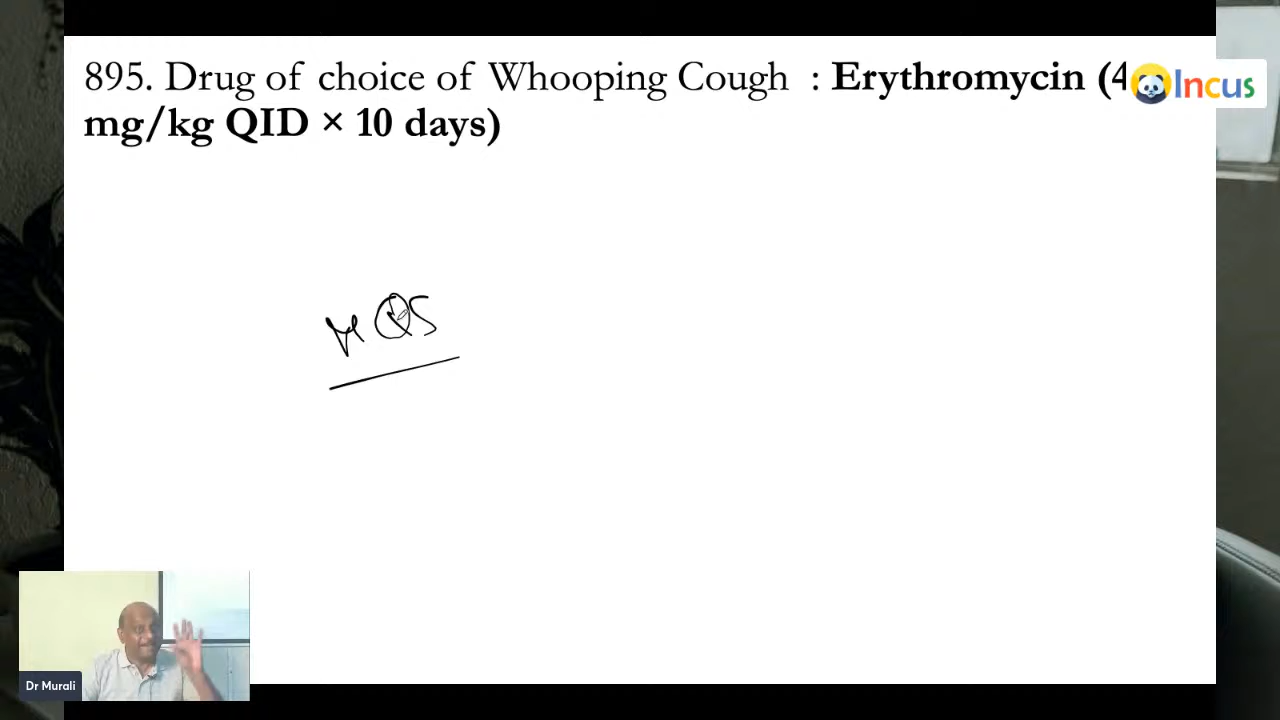 895. Drug of choice of Whooping Cough : Erythromycin (4
Incus
mg/kg QID × 10 days)
Dr Murali